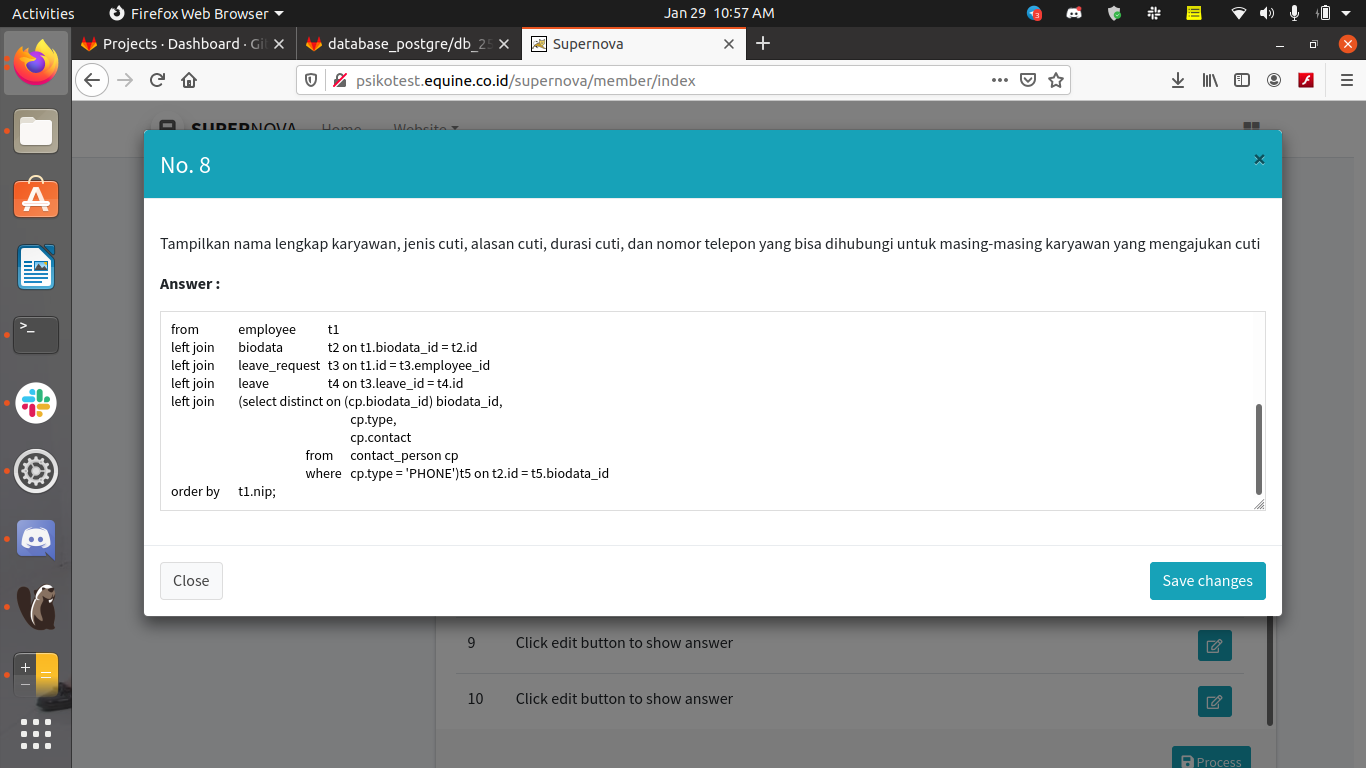 Activities
Firefox Web Browser
Jan 29 10:57 AM
Projects · Dashboard · Gi
database_postgre/db_25
Supernova
psikotest.equine.co.id/supernova/member/index
SUPERNOVA Home Website
No. 8
×
Tampilkan nama lengkap karyawan, jenis cuti, alasan cuti, durasi cuti, dan nomor telepon yang bisa dihubungi untuk masing-masing karyawan yang mengajukan cuti
Answer :
from employee t1
left join biodata t2 on t1.biodata_id = t2.id
left join leave_request t3 on t1.id = t3.employee_id
left join leave t4 on t3.leave_id = t4.id
left join (select distinct on (cp.biodata_id) biodata_id,
cp.type,
cp.contact
from contact_person cp
where cp.type = 'PHONE')t5 on t2.id = t5.biodata_id
order by t1.nip;
Close
Save changes
9 Click edit button to show answer
10 Click edit button to show answer
Process